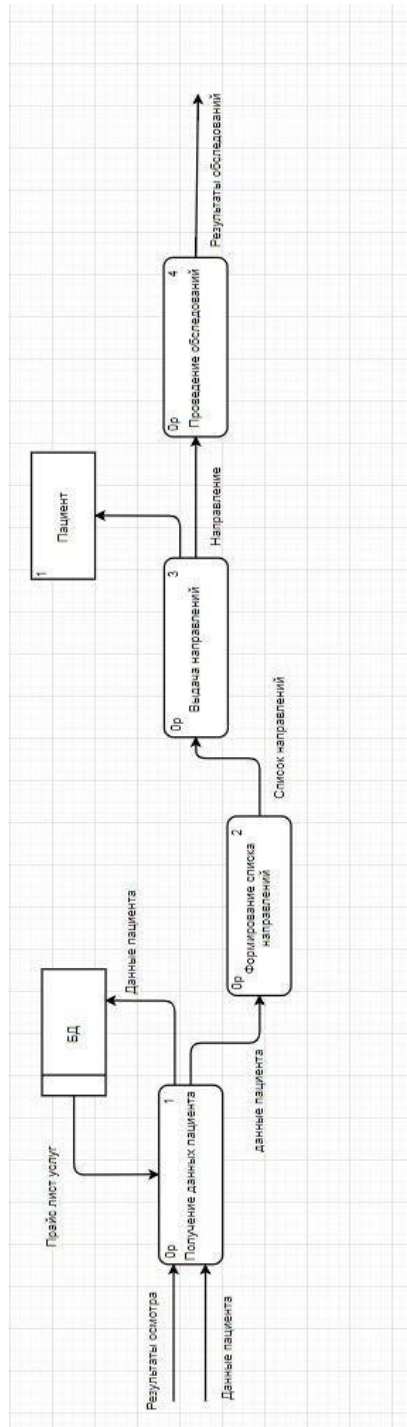 Результаты осмотра
Данные пациента
Прайс лист услуг
БД
Данные пациента
0р
1
Получение данных пациента
данные пациента
0р
2
Формирование списка
направлений
Список направлений
0р
3
Выдача направлений
1
Пациент
Направление
0р
4
Проведение обследований
Результаты обследований